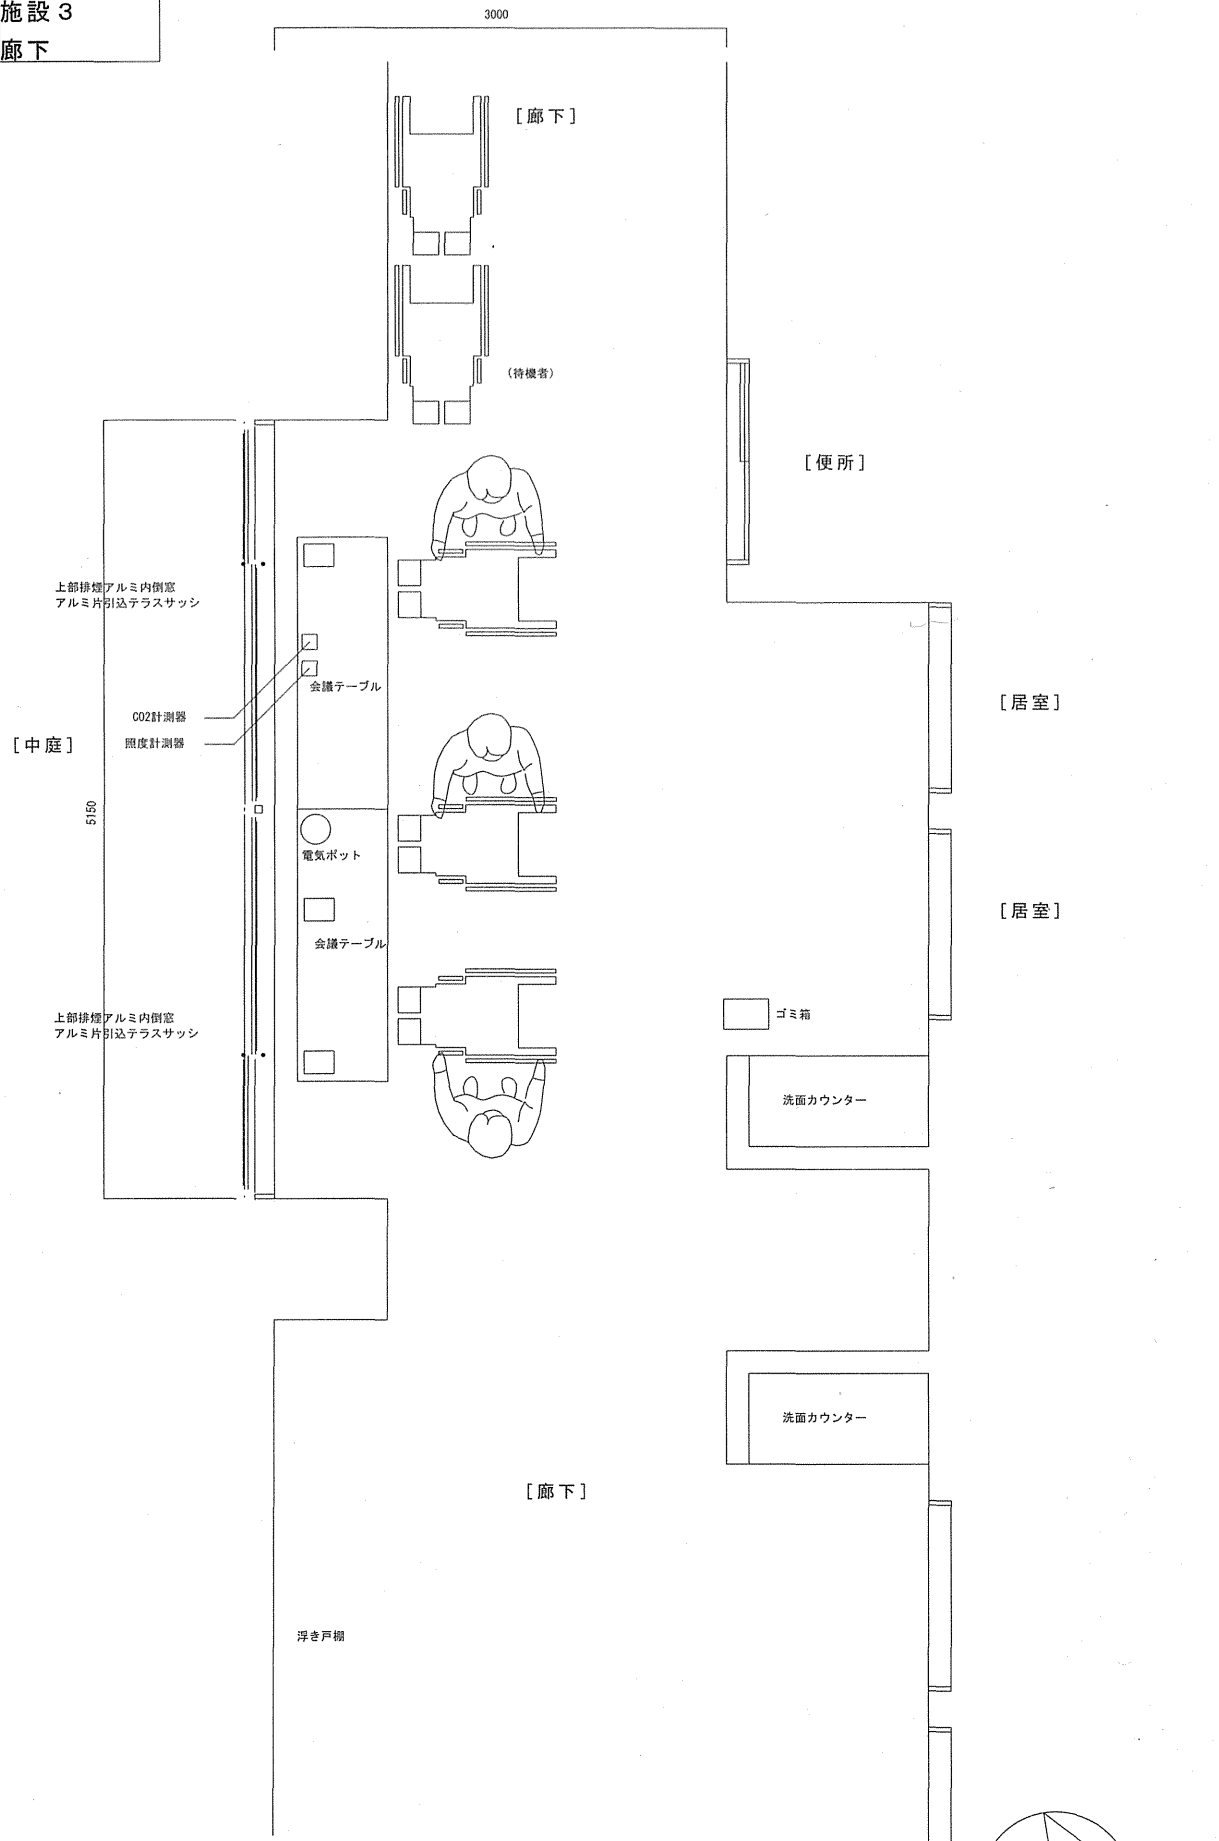 施設3
廊下
3000
[廊下]
(待機者)
[便所]
上部排煙アルミ内倒窓
アルミ片引込テラスサッシ
会議テーブル
[居室]
CO2計測器
照度計測器
[中庭]
5150
電気ポット
[居室]
会議テーブル
上部排煙アルミ内倒窓
アルミ片引込テラスサッシ
ゴミ箱
洗面カウンター
洗面カウンター
[廊下]
浮き戸棚